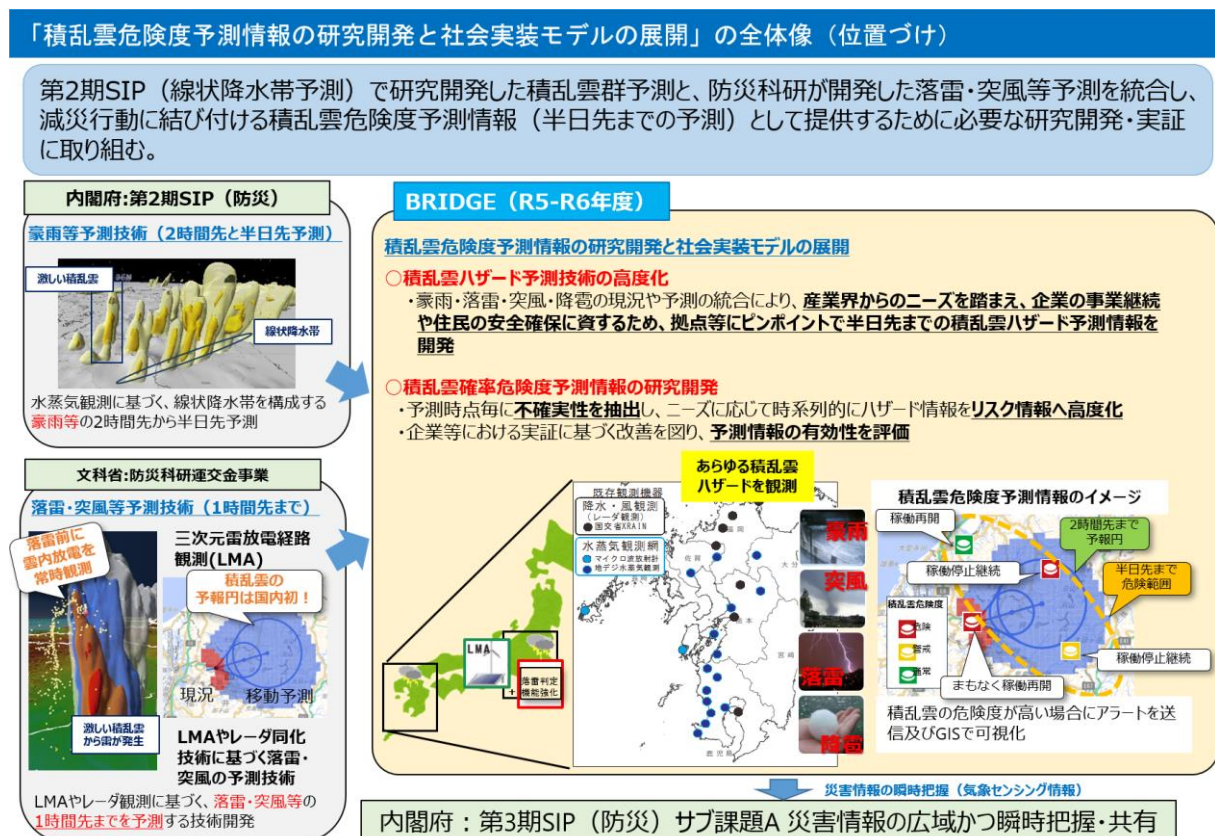 「積乱雲危険度予測情報の研究開発と社会実装モデルの展開」の全体像（位置づけ）
第2期SIP（線状降水帯予測）で研究開発した積乱雲群予測と、防災科研が開発した落雷・突風等予測を統合し、
減災行動に結び付ける積乱雲危険度予測情報（半日先までの予測）として提供するために必要な研究開発・実証
に取り組む。
内閣府:第2期SIP（防災）
豪雨等予測技術（2時間先と半日先予測）
激しい積乱雲
線状降水帯
水蒸気観測に基づく、線状降水帯を構成する
豪雨等の2時間先から半日先予測
文科省:防災科研運交金事業
落雷・突風等予測技術（1時間先まで）
落雷前に
雲内放電を
常時観測
三次元雷放電経路
観測(LMA)
積乱雲の
予報円は国内初！
現況
移動予測
激しい積乱雲
から雷が発生
LMAやレーダ同化
技術に基づく落雷・
突風の予測技術
LMAやレーダ観測に基づく、落雷・突風等の
1時間先までを予測する技術開発
BRIDGE（R5-R6年度）
積乱雲危険度予測情報の研究開発と社会実装モデルの展開
○積乱雲ハザード予測技術の高度化
・豪雨・落雷・突風・降雹の現況や予測の統合により、産業界からのニーズを踏まえ、企業の事業継続
や住民の安全確保に資するため、拠点等にピンポイントで半日先までの積乱雲ハザード予測情報を
開発
○積乱雲確率危険度予測情報の研究開発
・予測時点毎に不確実性を抽出し、ニーズに応じて時系列的にハザード情報をリスク情報へ高度化
・企業等における実証に基づく改善を図り、予測情報の有効性を評価
あらゆる積乱雲
ハザードを観測
既存観測機器
降水・風観測
（レーダ観測）
国交省XRAIN
水蒸気観測網
マイクロ波放射計
地デジ水蒸気観測
福岡
佐賀
大分
熊本
宮崎
鹿児島
LMA
落雷判定
+機能強化
豪雨
突風
落雷
降雹
積乱雲危険度予測情報のイメージ
稼働再開
2時間先まで
予報円
稼働停止継続
半日先まで
危険範囲
積乱雲危険度
危険
警戒
通常
稼働停止継続
まもなく稼働再開
積乱雲の危険度が高い場合にアラートを送
信及びGISで可視化
災害情報の瞬時把握（気象センシング情報）
内閣府：第3期SIP（防災）サブ課題A 災害情報の広域かつ瞬時把握・共有